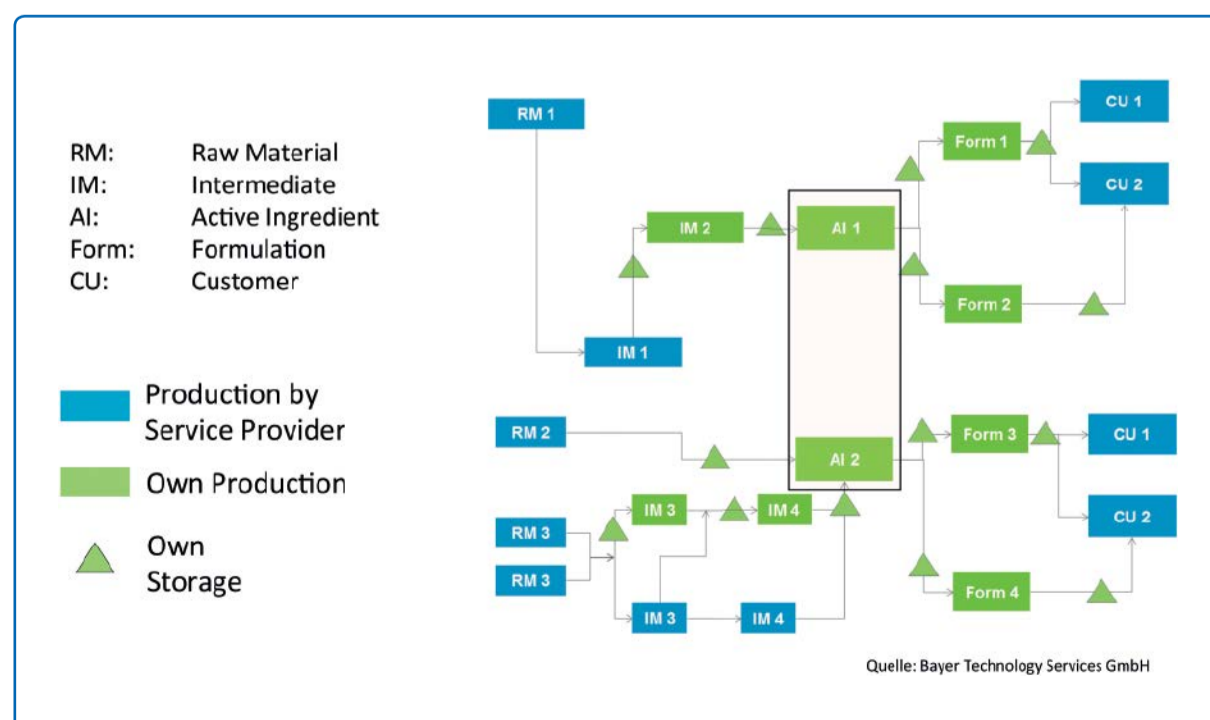 RM: Raw Material
IM: Intermediate
AI: Active Ingredient
Form: Formulation
CU: Customer
Production by
Service Provider
Own Production
Own
Storage
RM 1
CU 1
Form 1
CU 2
IM 2
AI 1
Form 2
IM 1
RM 2
AI 2
Form 3
CU 1
IM 3
IM 4
RM 3
CU 2
RM 3
Form 4
IM 3
IM 4
Quelle: Bayer Technology Services GmbH